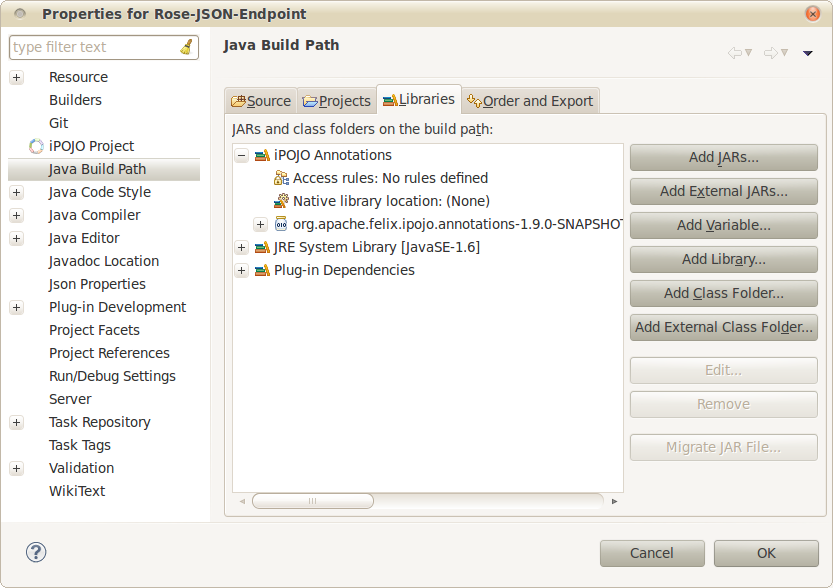 Properties for Rose-JSON-Endpoint
type filter text
Resource
Builders
Git
iPOJO Project
Java Build Path
Java Code Style
Java Compiler
Java Editor
Javadoc Location
Json Properties
Plug-in Development
Project Facets
Project References
Run/Debug Settings
Server
Task Repository
Task Tags
Validation
WikiText
Java Build Path
Source Projects Libraries Order and Export
JARs and class folders on the build path:
iPOJO Annotations
Access rules: No rules defined
Native library location: (None)
org.apache.felix.ipojo.annotations-1.9.0-SNAPSHOT
JRE System Library [JavaSE-1.6]
Plug-in Dependencies
Add JARs...
Add External JARs...
Add Variable...
Add Library...
Add Class Folder...
Add External Class Folder...
Edit...
Remove
Migrate JAR File...
?
Cancel OK